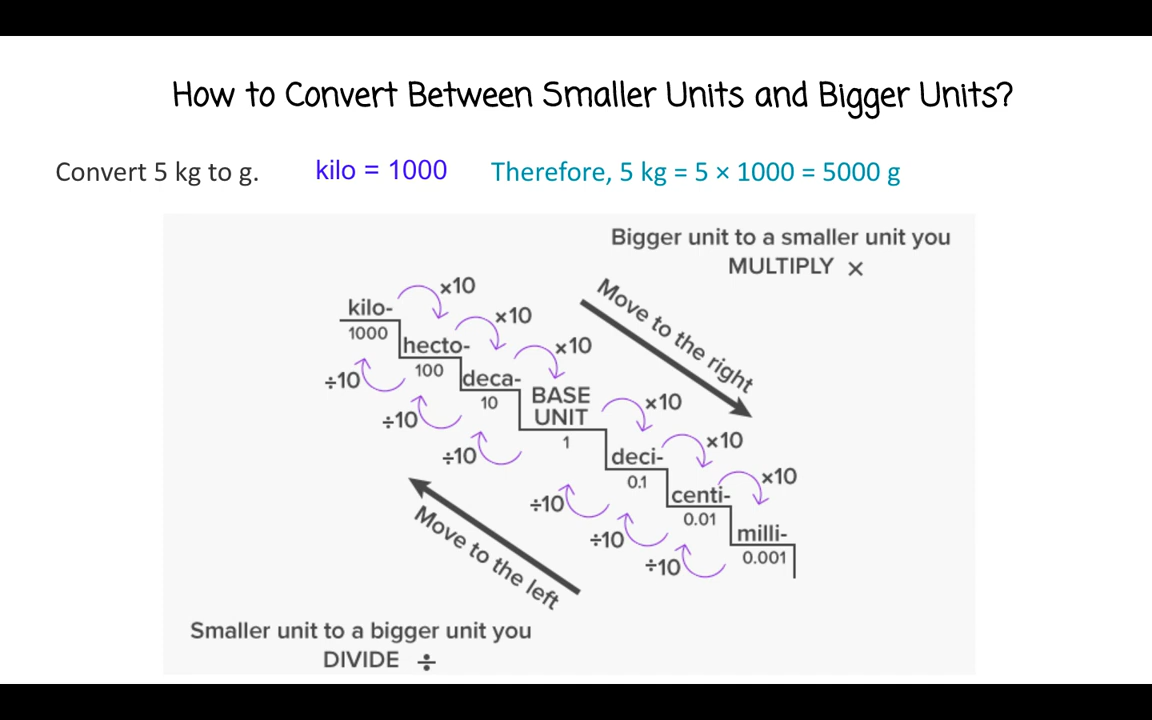 How to Convert Between Smaller Units and Bigger Units?
Convert 5 kg to g. kilo = 1000 Therefore, 5 kg = 5 × 1000 = 5000 g
Bigger unit to a smaller unit you
MULTIPLY ×
Move to the right
kilo-
1000
×10
hecto-
100
×10
deca-
10
×10
BASE
UNIT
1
×10
deci-
0.1
×10
centi-
0.01
×10
milli-
0.001
÷10
÷10
÷10
÷10
÷10
÷10
Move to the left
Smaller unit to a bigger unit you
DIVIDE ÷